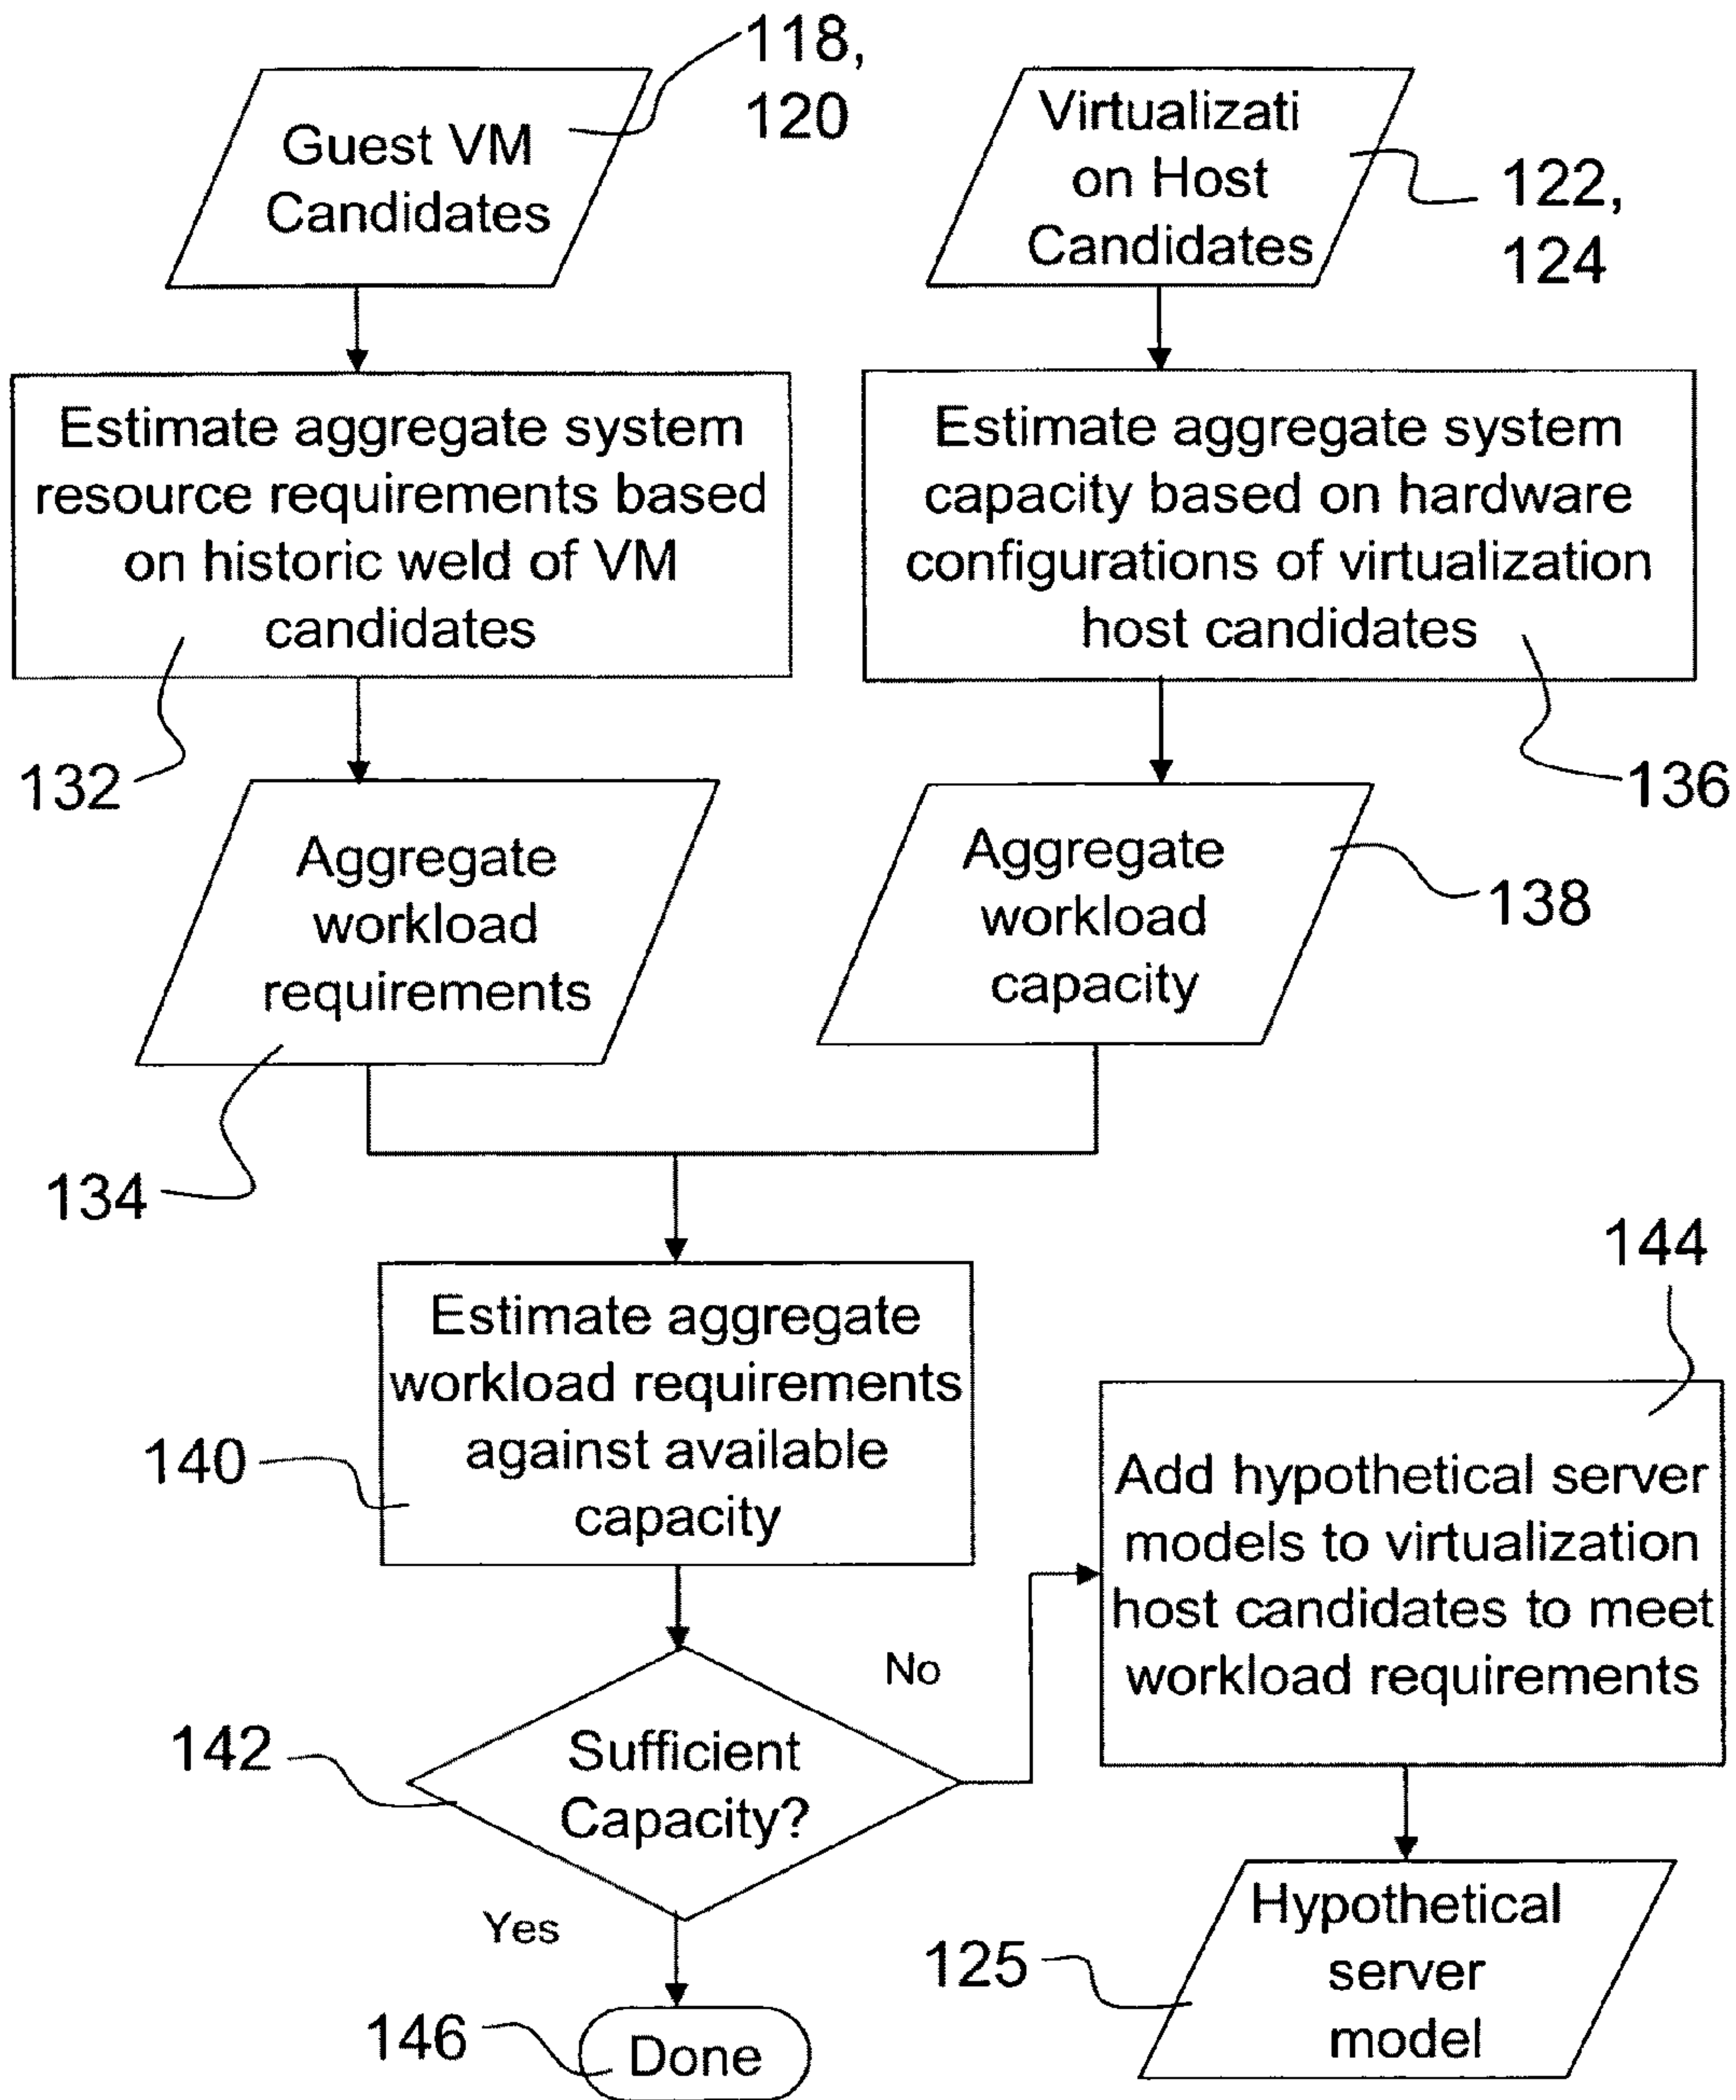 118,
120
Guest VM
Candidates
Virtualizati
on Host
Candidates
122,
124
Estimate aggregate system
resource requirements based
on historic weld of VM
candidates
132
Estimate aggregate system
capacity based on hardware
configurations of virtualization
host candidates
136
Aggregate
workload
requirements
134
Aggregate
workload
capacity
138
Estimate aggregate
workload requirements
against available
capacity
140
Sufficient
Capacity?
142
No
Yes
144
Add hypothetical server
models to virtualization
host candidates to meet
workload requirements
Hypothetical
server
model
125
146
Done